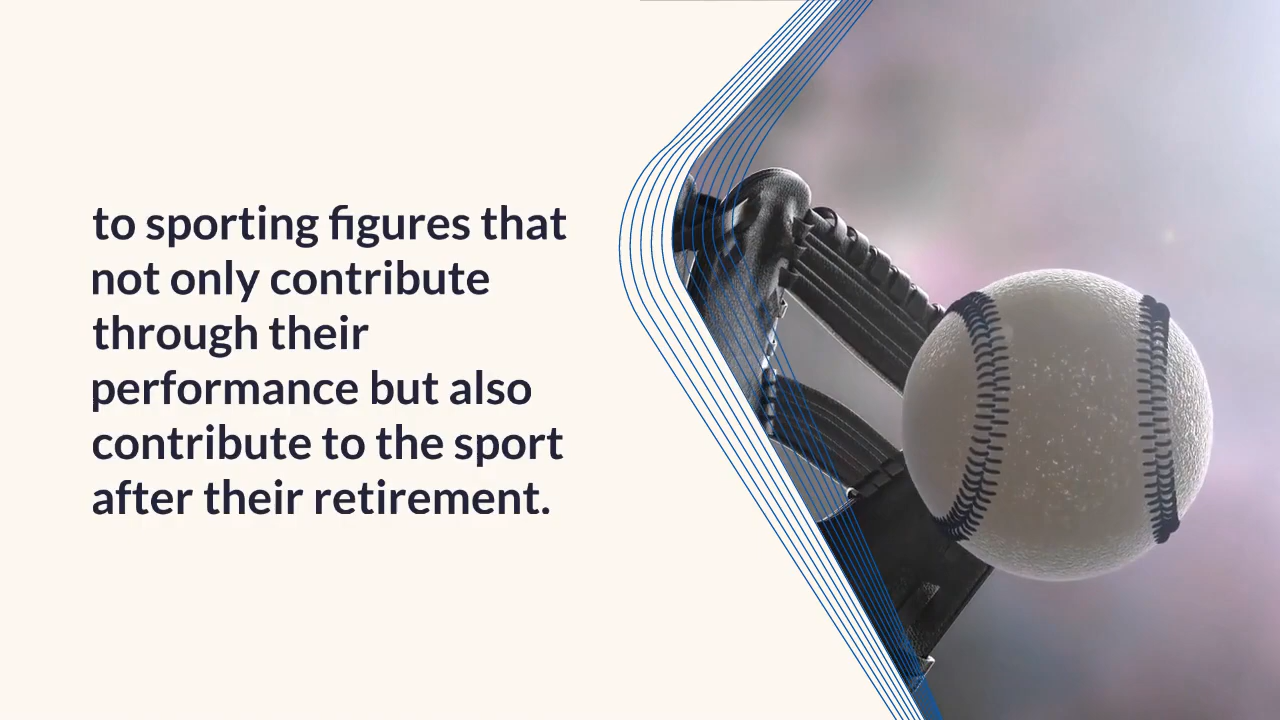 to sporting figures that
not only contribute
through their
performance but also
contribute to the sport
after their retirement.